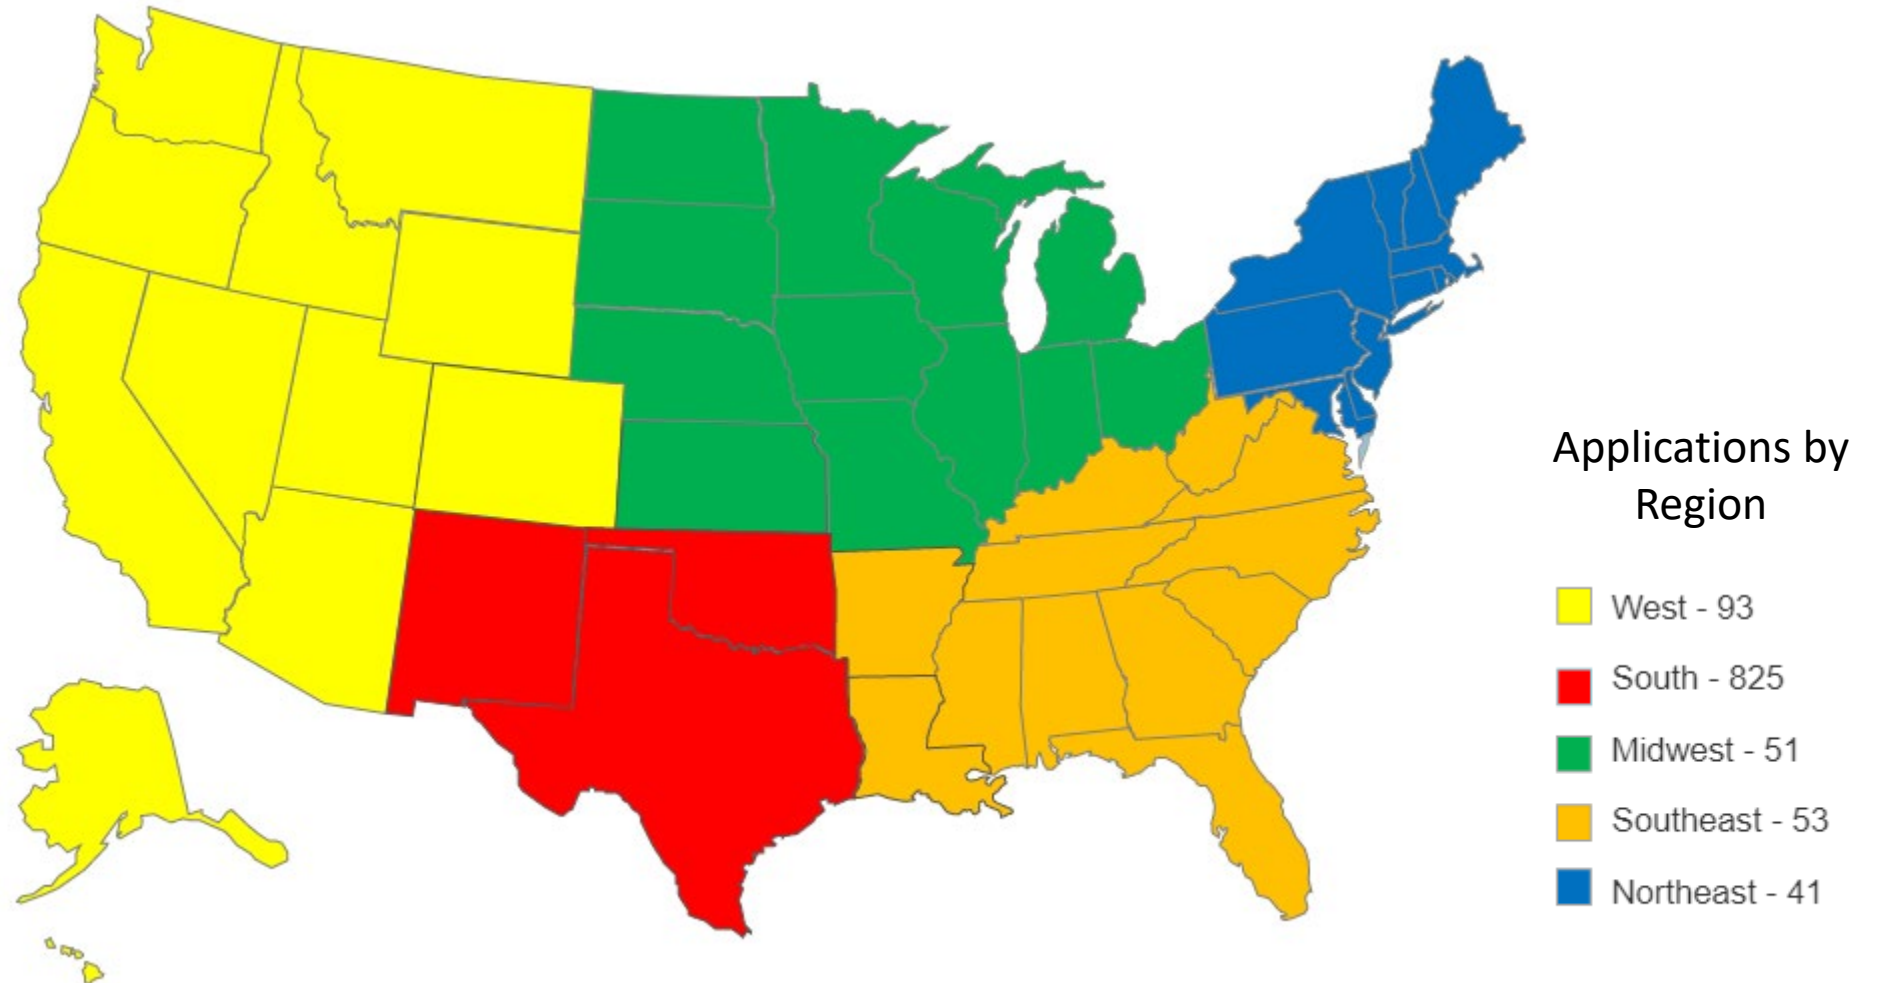 Applications by
Region
West - 93
South - 825
Midwest - 51
Southeast - 53
Northeast - 41